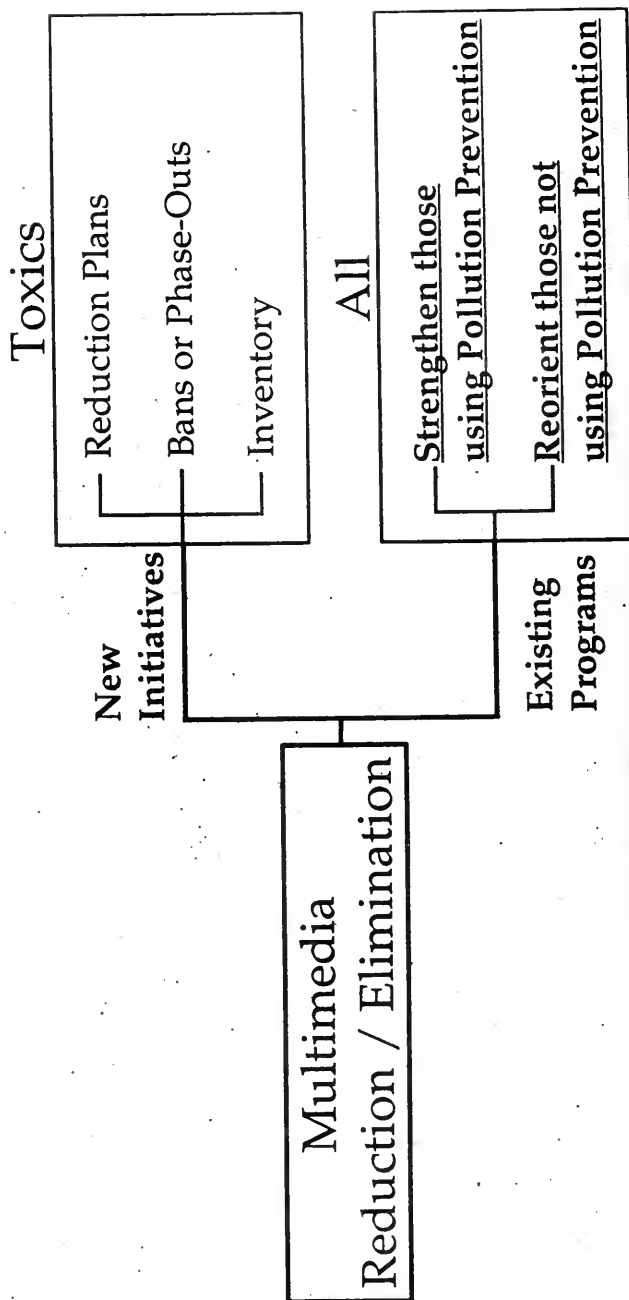 Multimedia
Reduction / Elimination
New
Initiatives
Toxics
Reduction Plans
Bans or Phase-Outs
Inventory
Existing
Programs
All
Strengthen those
using Pollution Prevention
Reorient those not
using Pollution Prevention